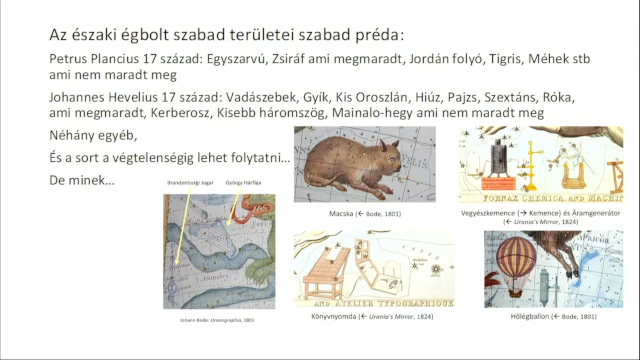 Az északi égbolt szabad területei szabad préda:
Petrus Plancius 17 század: Egyszarvú, Zsiráf ami megmaradt, Jordán folyó, Tigris, Méhek stb
ami nem maradt meg
Johannes Hevelius 17 század: Vadászebek, Gyík, Kis Oroszlán, Hiúz, Pajzs, Szextáns, Róka,
ami megmaradt, Kerberosz, Kisebb háromszög, Mainalo-hegy ami nem maradt meg
Néhány egyéb,
És a sort a végtelenségig lehet folytatni...
De minek...
Brandenburgi Jogar
György Hárfája
Johann Bode: Uranographia, 1801
Macska (← Bode, 1801)
FORNAX CHEMICA AND MACHIN
Vegyészkemence (→ Kemence) és Áramgenerátor
(← Urania's Mirror, 1824)
AND ATELIER TYPOGRAPHIQUE
Könyvnyomda (← Urania's Mirror, 1824)
CAPRICOR
Hőlégballon (← Bode, 1801)